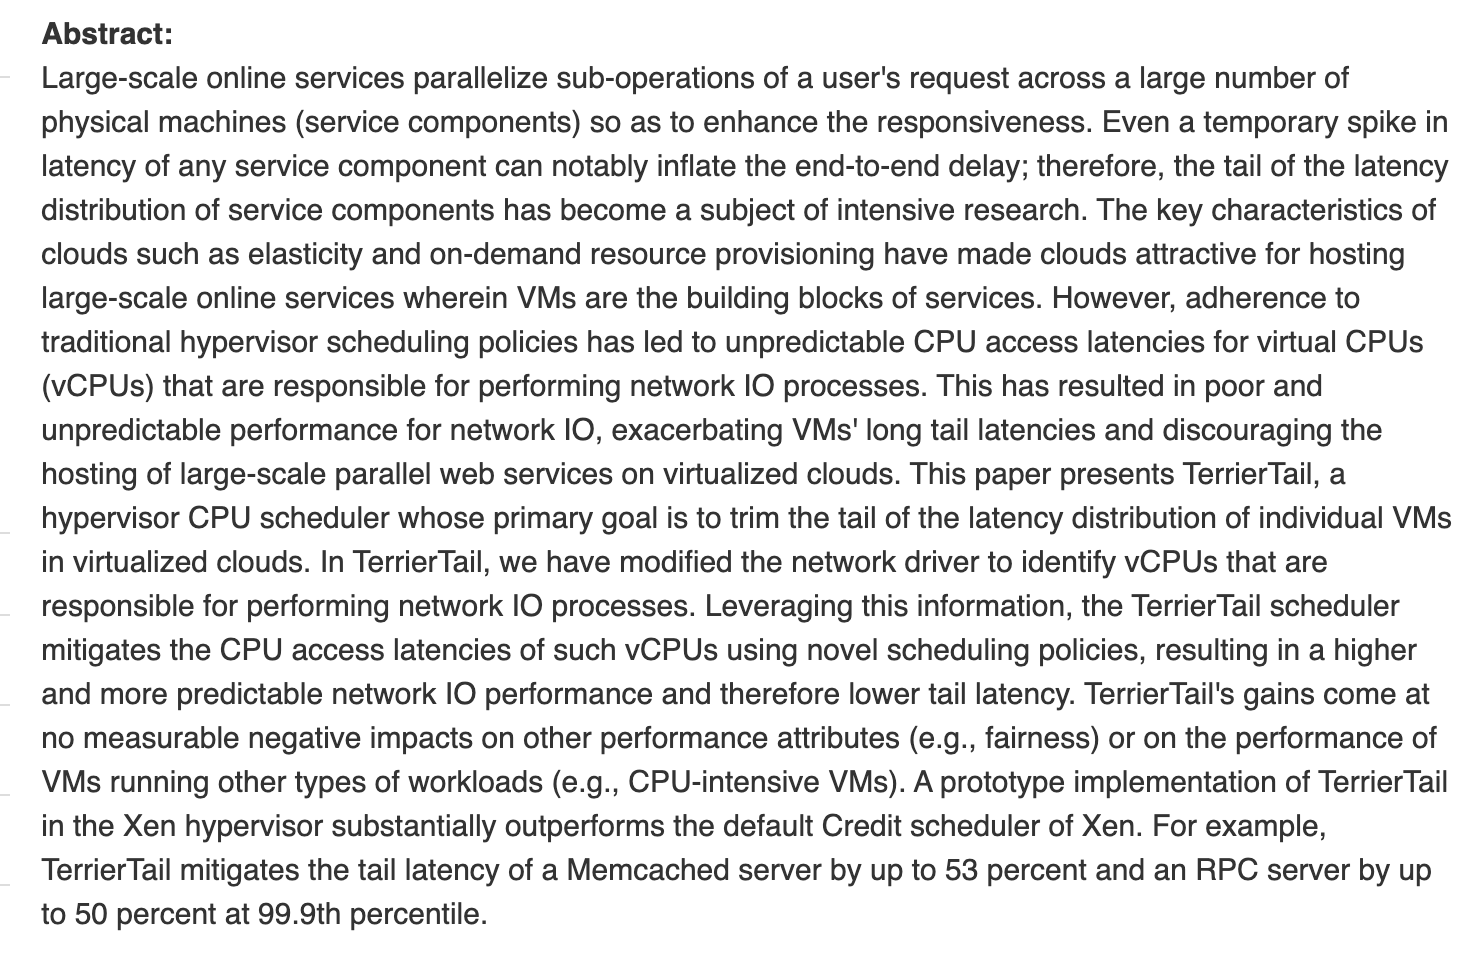 Abstract:
Large-scale online services parallelize sub-operations of a user's request across a large number of
physical machines (service components) so as to enhance the responsiveness. Even a temporary spike in
latency of any service component can notably inflate the end-to-end delay; therefore, the tail of the latency
distribution of service components has become a subject of intensive research. The key characteristics of
clouds such as elasticity and on-demand resource provisioning have made clouds attractive for hosting
large-scale online services wherein VMs are the building blocks of services. However, adherence to
traditional hypervisor scheduling policies has led to unpredictable CPU access latencies for virtual CPUs
(vCPUs) that are responsible for performing network IO processes. This has resulted in poor and
unpredictable performance for network IO, exacerbating VMs' long tail latencies and discouraging the
hosting of large-scale parallel web services on virtualized clouds. This paper presents TerrierTail, a
hypervisor CPU scheduler whose primary goal is to trim the tail of the latency distribution of individual VMs
in virtualized clouds. In TerrierTail, we have modified the network driver to identify vCPUs that are
responsible for performing network IO processes. Leveraging this information, the TerrierTail scheduler
mitigates the CPU access latencies of such vCPUs using novel scheduling policies, resulting in a higher
and more predictable network IO performance and therefore lower tail latency. TerrierTail's gains come at
no measurable negative impacts on other performance attributes (e.g., fairness) or on the performance of
VMs running other types of workloads (e.g., CPU-intensive VMs). A prototype implementation of TerrierTail
in the Xen hypervisor substantially outperforms the default Credit scheduler of Xen. For example,
TerrierTail mitigates the tail latency of a Memcached server by up to 53 percent and an RPC server by up
to 50 percent at 99.9th percentile.